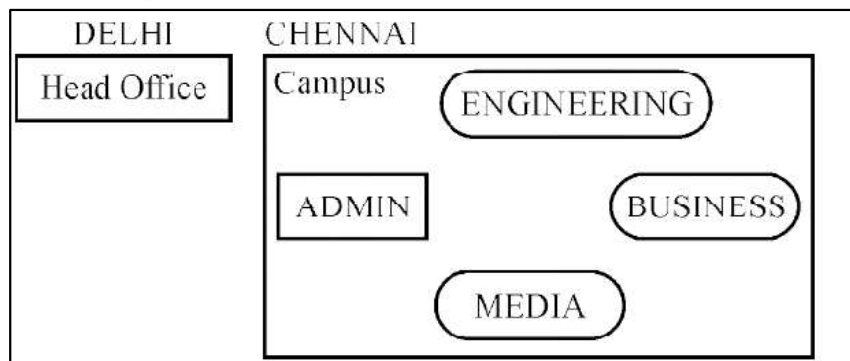 DELHI
CHENNAI
Head Office
Campus
ENGINEERING
ADMIN
BUSINESS
MEDIA